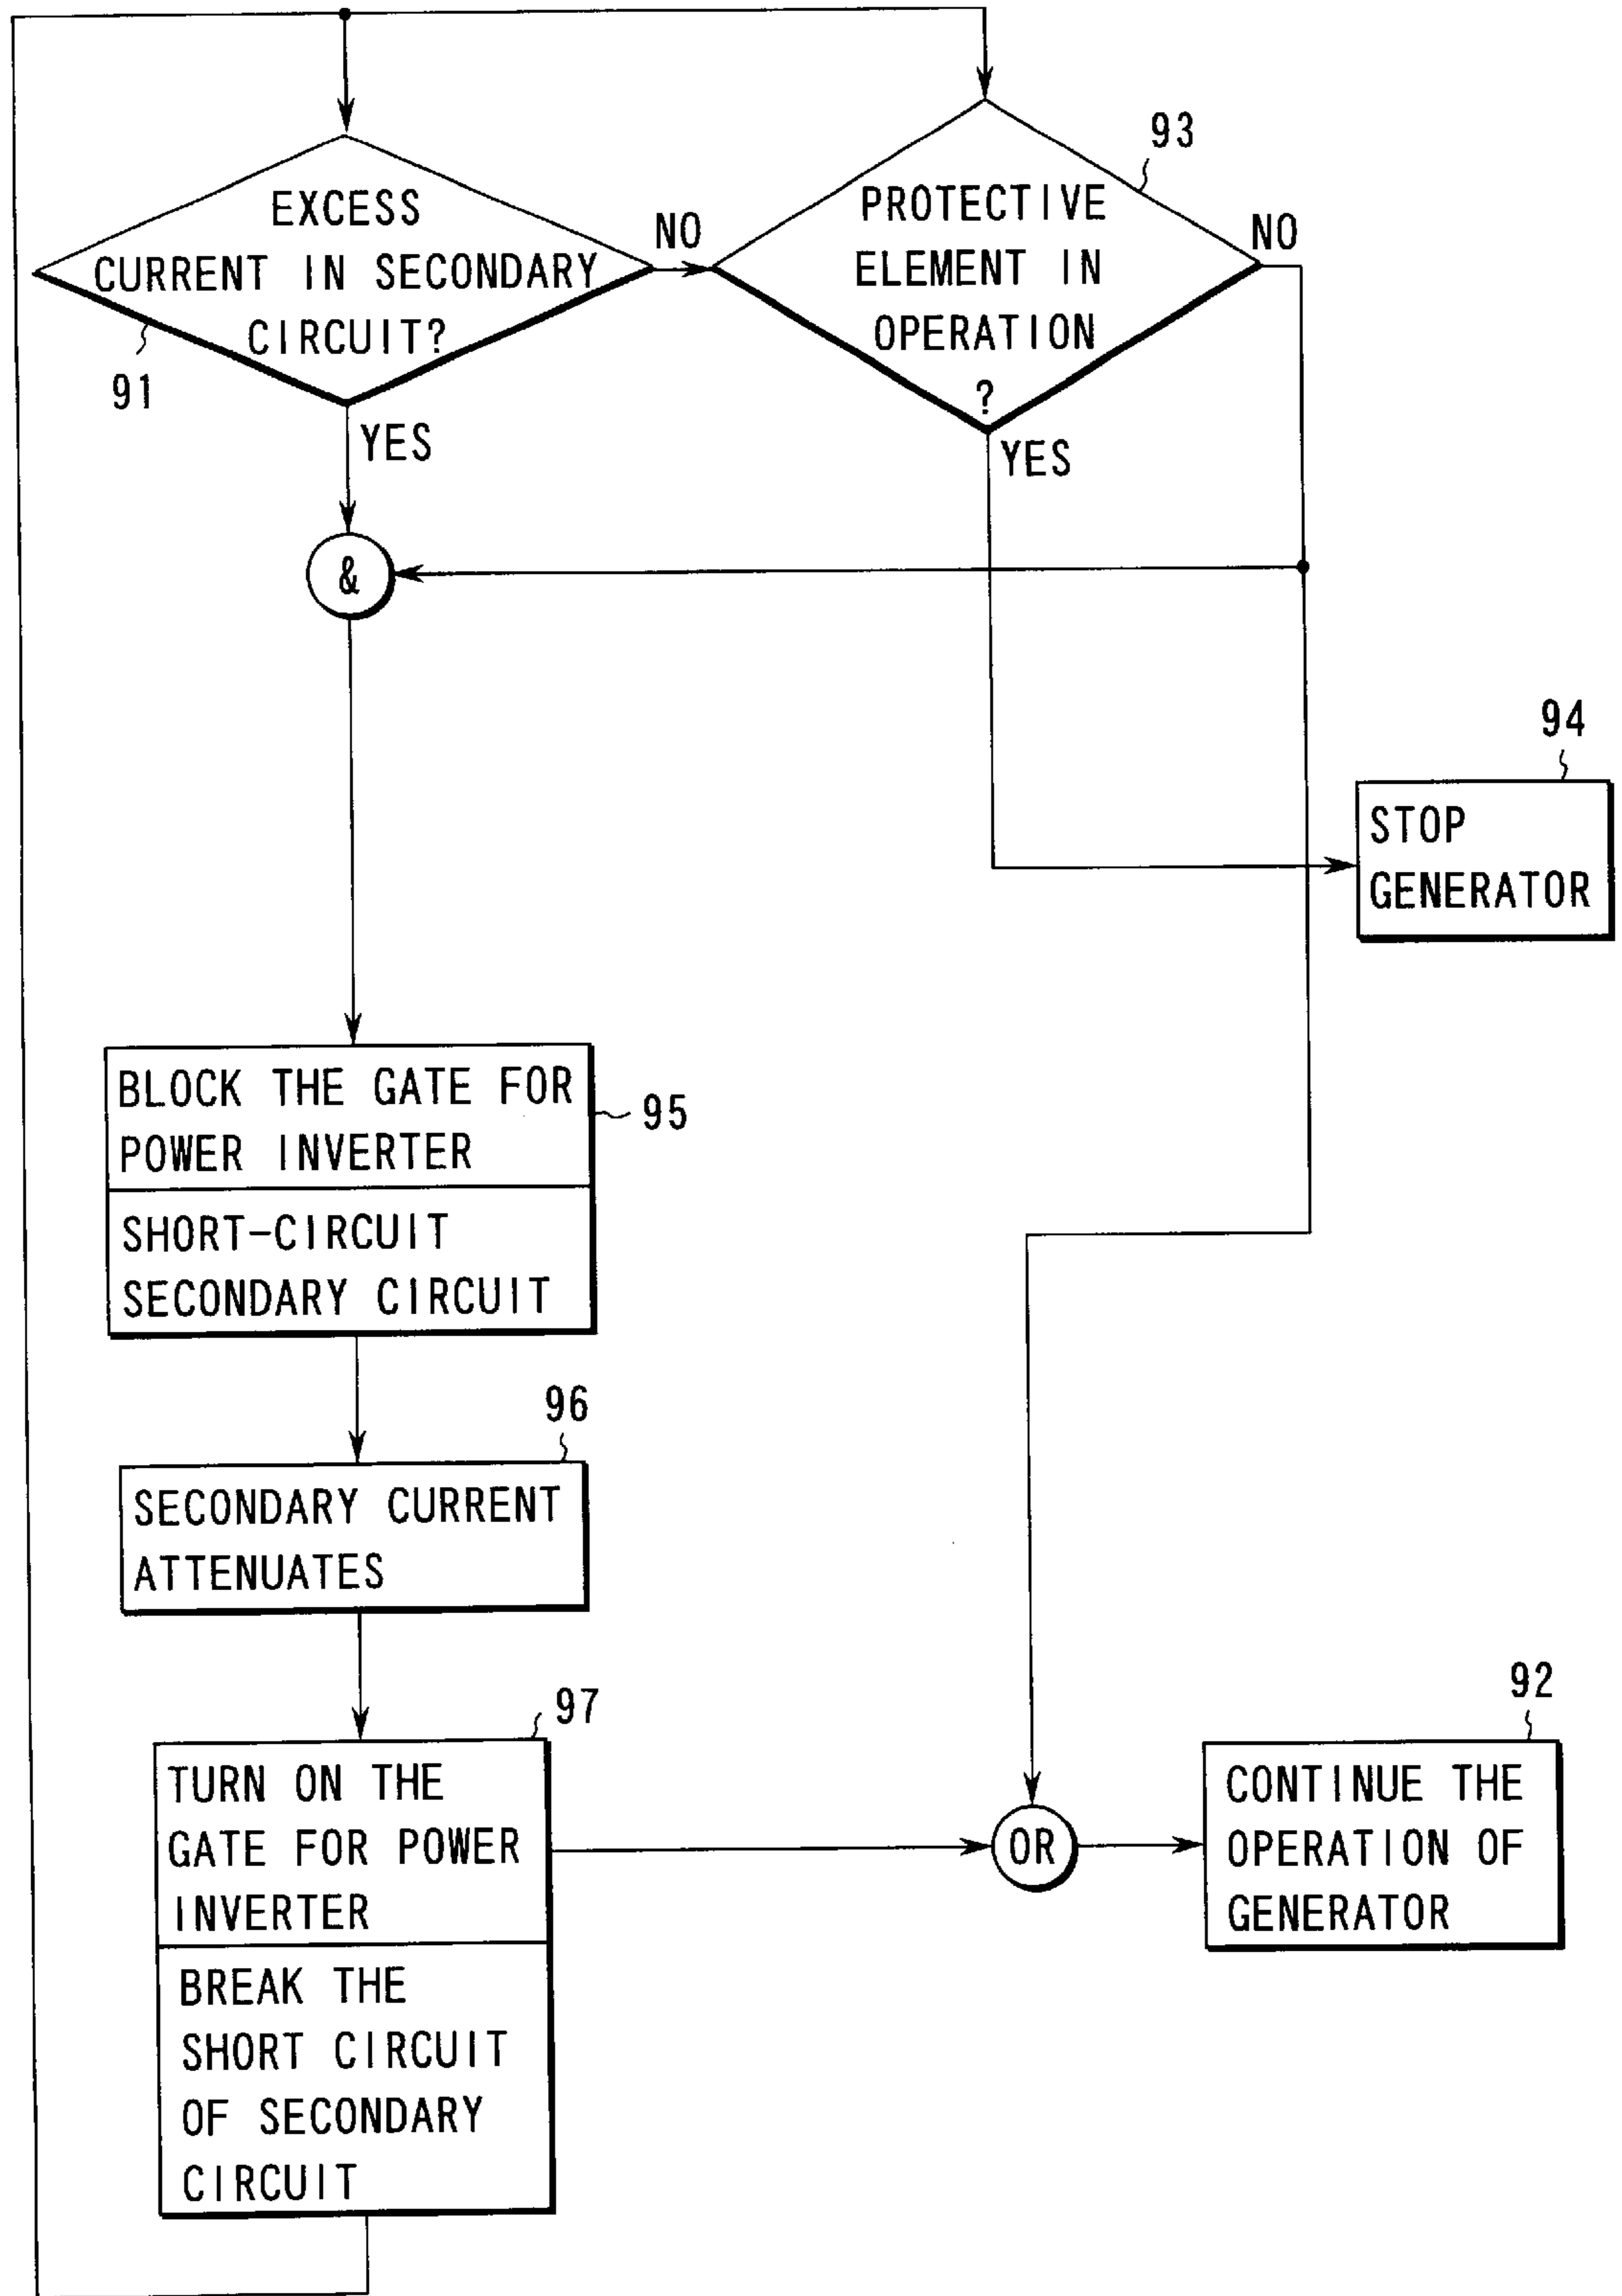 EXCESS
CURRENT IN SECONDARY
CIRCUIT?
91
NO
YES
PROTECTIVE
ELEMENT IN
OPERATION
?
93
NO
YES
&
94
STOP
GENERATOR
BLOCK THE GATE FOR
POWER INVERTER
95
SHORT-CIRCUIT
SECONDARY CIRCUIT
96
SECONDARY CURRENT
ATTENUATES
97
TURN ON THE
GATE FOR POWER
INVERTER
BREAK THE
SHORT CIRCUIT
OF SECONDARY
CIRCUIT
OR
92
CONTINUE THE
OPERATION OF
GENERATOR